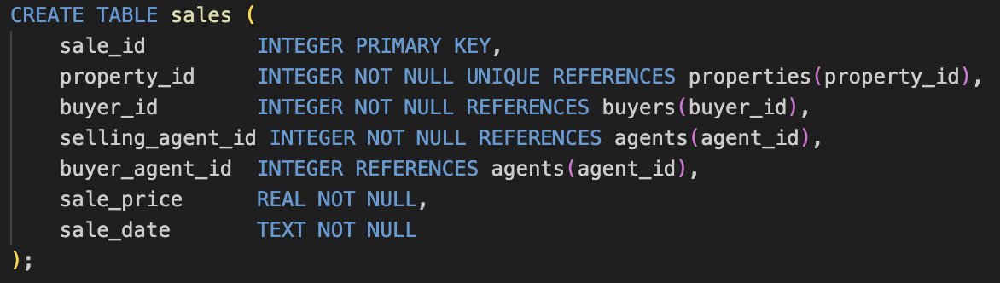 CREATE TABLE sales (
    sale_id         INTEGER PRIMARY KEY,
    property_id     INTEGER NOT NULL UNIQUE REFERENCES properties(property_id),
    buyer_id        INTEGER NOT NULL REFERENCES buyers(buyer_id),
    selling_agent_id INTEGER NOT NULL REFERENCES agents(agent_id),
    buyer_agent_id  INTEGER REFERENCES agents(agent_id),
    sale_price      REAL NOT NULL,
    sale_date       TEXT NOT NULL
);